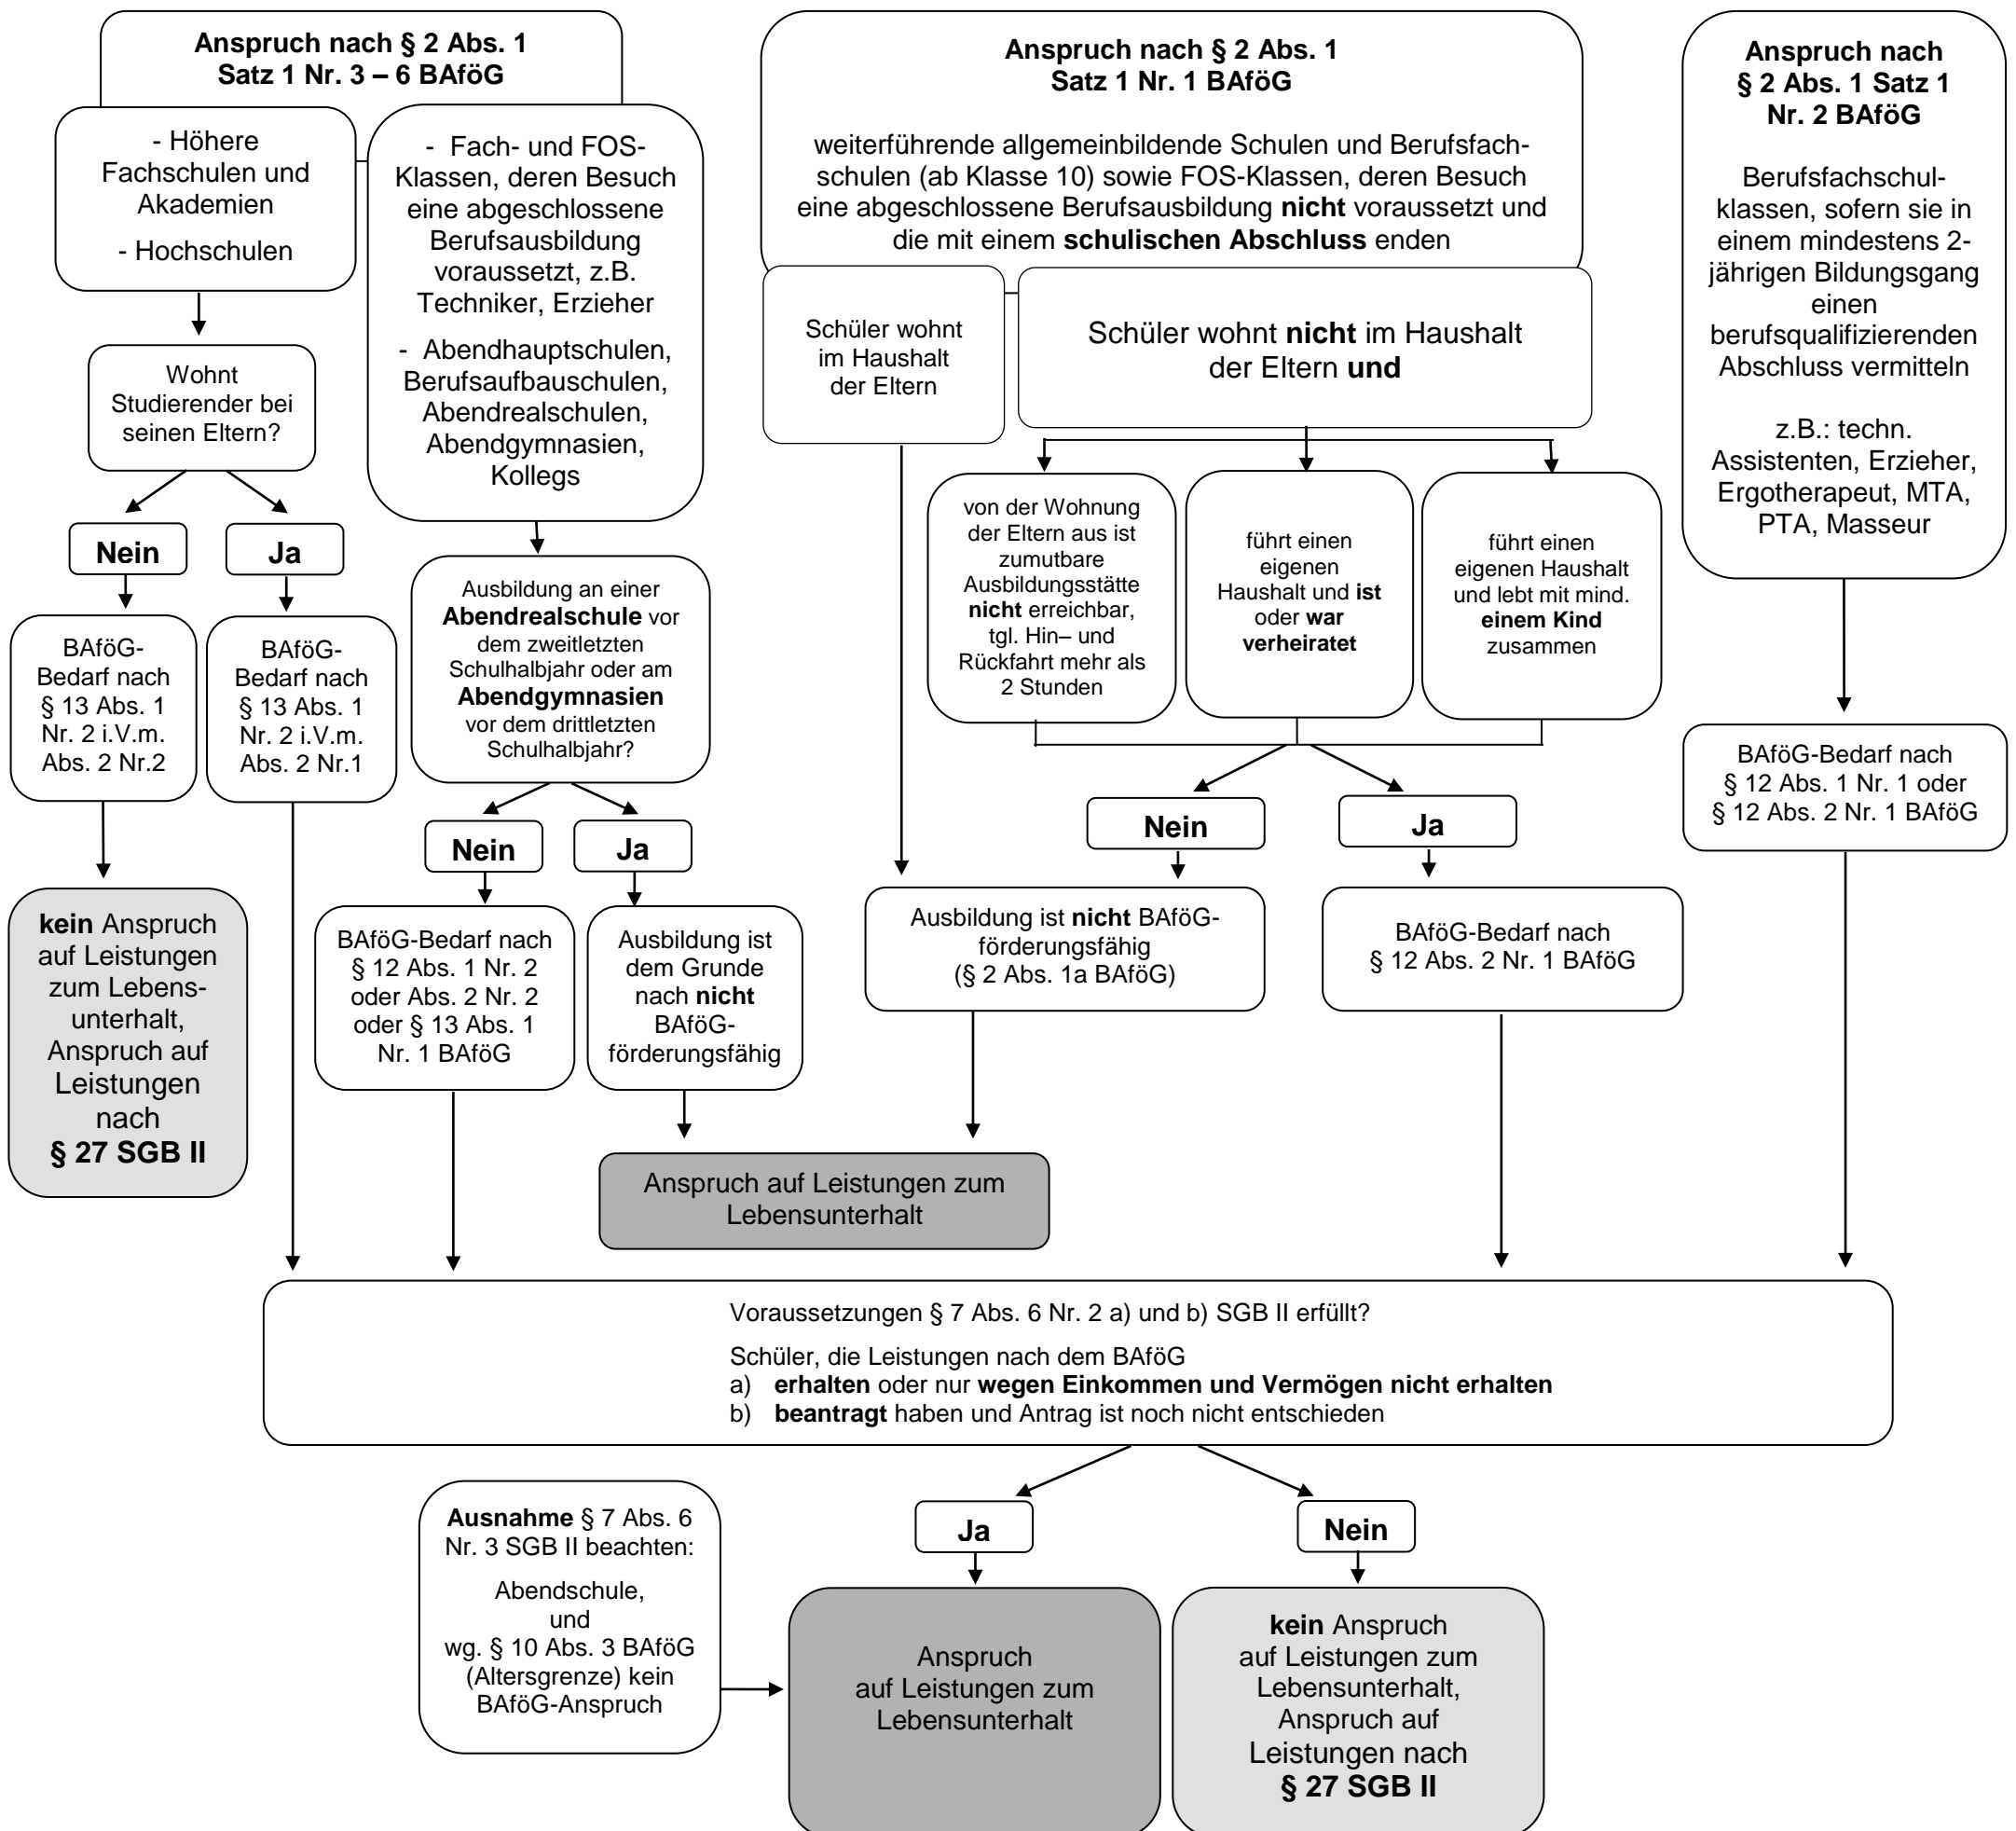 Anspruch nach § 2 Abs. 1
Satz 1 Nr. 3 – 6 BAföG
- Höhere
Fachschulen und
Akademien
- Hochschulen
- Fach- und FOS-
Klassen, deren Besuch
eine abgeschlossene
Berufsausbildung
voraussetzt, z.B.
Techniker, Erzieher
- Abendhauptschulen,
Berufsaufbauschulen,
Abendrealschulen,
Abendgymnasien,
Kollegs
Wohnt
Studierender bei
seinen Eltern?
Nein
Ja
BAföG-
Bedarf nach
§ 13 Abs. 1
Nr. 2 i.V.m.
Abs. 2 Nr.2
BAföG-
Bedarf nach
§ 13 Abs. 1
Nr. 2 i.V.m.
Abs. 2 Nr.1
kein Anspruch
auf Leistungen
zum Lebens-
unterhalt,
Anspruch auf
Leistungen
nach
§ 27 SGB II
Ausbildung an einer
Abendrealschule vor
dem zweitletzten
Schulhalbjahr oder am
Abendgymnasien
vor dem drittletzten
Schulhalbjahr?
Nein
Ja
BAföG-Bedarf nach
§ 12 Abs. 1 Nr. 2
oder Abs. 2 Nr. 2
oder § 13 Abs. 1
Nr. 1 BAföG
Ausbildung ist
dem Grunde
nach nicht
BAföG-
förderungsfähig
Anspruch nach § 2 Abs. 1
Satz 1 Nr. 1 BAföG
weiterführende allgemeinbildende Schulen und Berufsfach-
schulen (ab Klasse 10) sowie FOS-Klassen, deren Besuch
eine abgeschlossene Berufsausbildung nicht voraussetzt und
die mit einem schulischen Abschluss enden
Schüler wohnt
im Haushalt
der Eltern
Schüler wohnt nicht im Haushalt
der Eltern und
von der Wohnung
der Eltern aus ist
zumutbare
Ausbildungsstätte
nicht erreichbar,
tgl. Hin– und
Rückfahrt mehr als
2 Stunden
führt einen
eigenen
Haushalt und ist
oder war
verheiratet
führt einen
eigenen Haushalt
und lebt mit mind.
einem Kind
zusammen
Nein
Ja
Ausbildung ist nicht BAföG-
förderungsfähig
(§ 2 Abs. 1a BAföG)
BAföG-Bedarf nach
§ 12 Abs. 2 Nr. 1 BAföG
Anspruch auf Leistungen zum
Lebensunterhalt
Anspruch nach
§ 2 Abs. 1 Satz 1
Nr. 2 BAföG
Berufsfachschul-
klassen, sofern sie in
einem mindestens 2-
jährigen Bildungsgang
einen
berufsqualifizierenden
Abschluss vermitteln
z.B.: techn.
Assistenten, Erzieher,
Ergotherapeut, MTA,
PTA, Masseur
BAföG-Bedarf nach
§ 12 Abs. 1 Nr. 1 oder
§ 12 Abs. 2 Nr. 1 BAföG
Voraussetzungen § 7 Abs. 6 Nr. 2 a) und b) SGB II erfüllt?
Schüler, die Leistungen nach dem BAföG
a) erhalten oder nur wegen Einkommen und Vermögen nicht erhalten
b) beantragt haben und Antrag ist noch nicht entschieden
Ausnahme § 7 Abs. 6
Nr. 3 SGB II beachten:
Abendschule,
und
wg. § 10 Abs. 3 BAföG
(Altersgrenze) kein
BAföG-Anspruch
Ja
Nein
Anspruch
auf Leistungen zum
Lebensunterhalt
kein Anspruch
auf Leistungen zum
Lebensunterhalt,
Anspruch auf
Leistungen nach
§ 27 SGB II